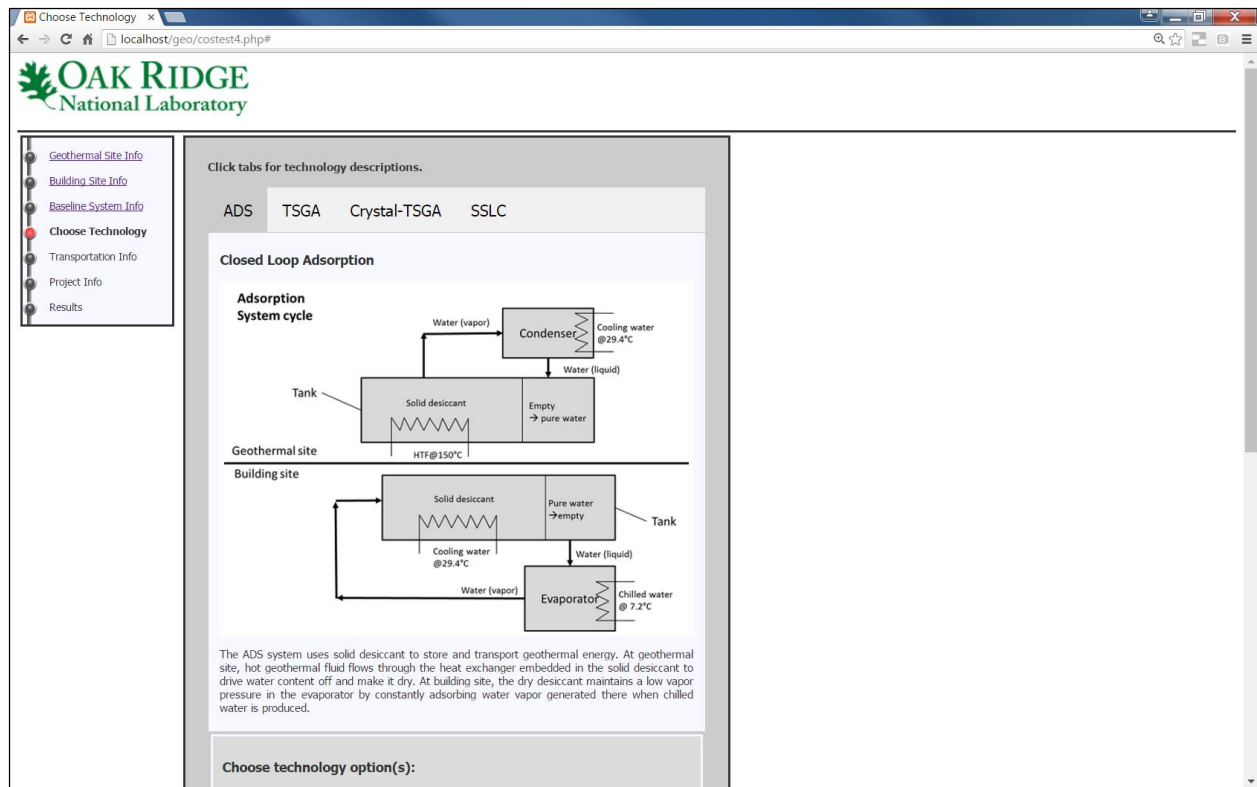 Choose Technology
localhost/geo/costest4.php#
OAK RIDGE
National Laboratory
Geothermal Site Info
Building Site Info
Baseline System Info
Choose Technology
Transportation Info
Project Info
Results
Click tabs for technology descriptions.
ADS TSGA Crystal-TSGA SSLC
Closed Loop Adsorption
Adsorption
System cycle
Water (vapor)
Condenser
Cooling water
@29.4°C
Water (liquid)
Tank
Solid desiccant
Empty
→ pure water
Geothermal site
HTF@150°C
Building site
Solid desiccant
Pure water
→empty
Tank
Cooling water
@29.4°C
Water (liquid)
Water (vapor)
Evaporator
Chilled water
@ 7.2°C
The ADS system uses solid desiccant to store and transport geothermal energy. At geothermal
site, hot geothermal fluid flows through the heat exchanger embedded in the solid desiccant to
drive water content off and make it dry. At building site, the dry desiccant maintains a low vapor
pressure in the evaporator by constantly adsorbing water vapor generated there when chilled
water is produced.
Choose technology option(s):